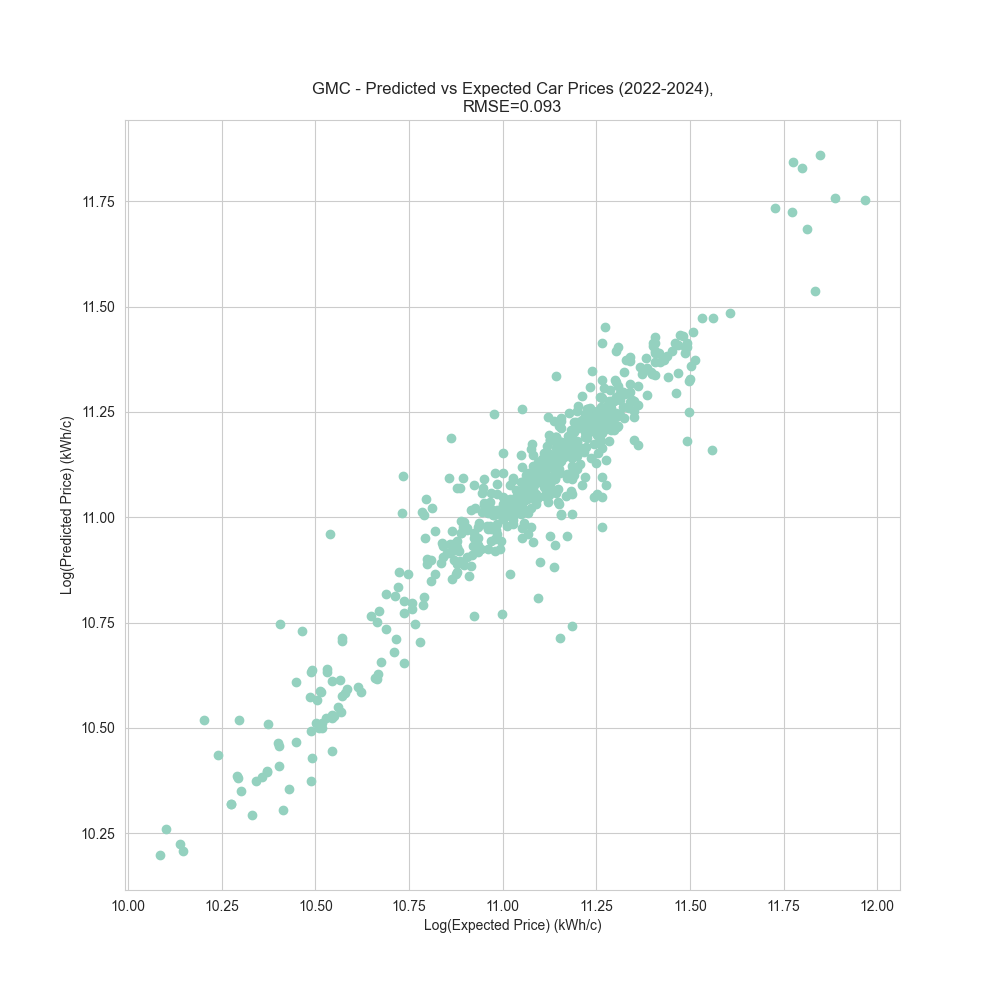 GMC - Predicted vs Expected Car Prices (2022-2024),
RMSE=0.093
Log(Predicted Price) (kWh/c)
11.75
11.50
11.25
11.00
10.75
10.50
10.25
10.00 10.25 10.50 10.75 11.00 11.25 11.50 11.75 12.00
Log(Expected Price) (kWh/c)